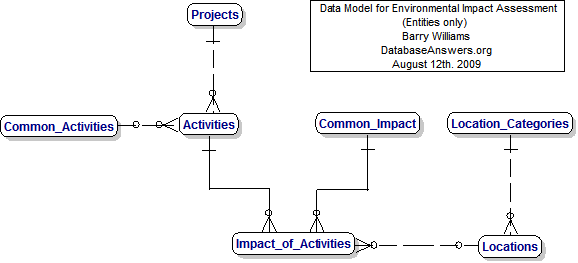 Projects
Data Model for Environmental Impact Assessment
(Entities only)
Barry Williams
DatabaseAnswers.org
August 12th. 2009
Common_Activities
Activities
Common_Impact
Location_Categories
Impact_of_Activities
Locations